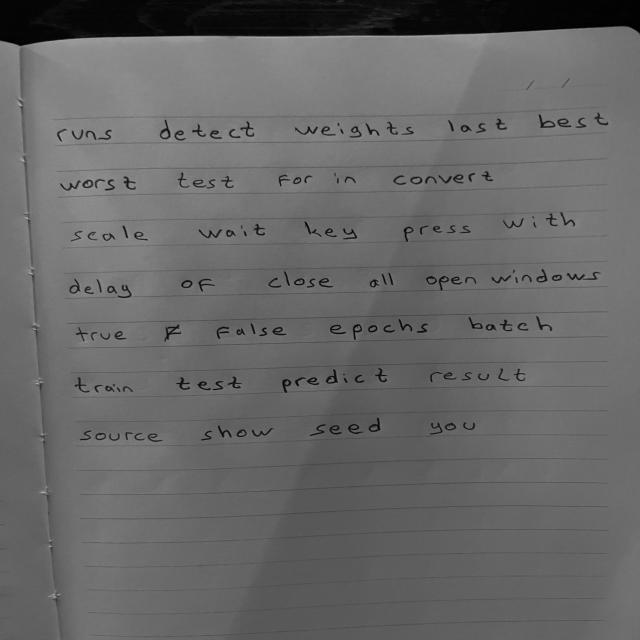 runs detect weights last best
worst test For in convert
scale wait key press with
delay oF close all open windows
true False epochs batch
train test predict result
source show seed you